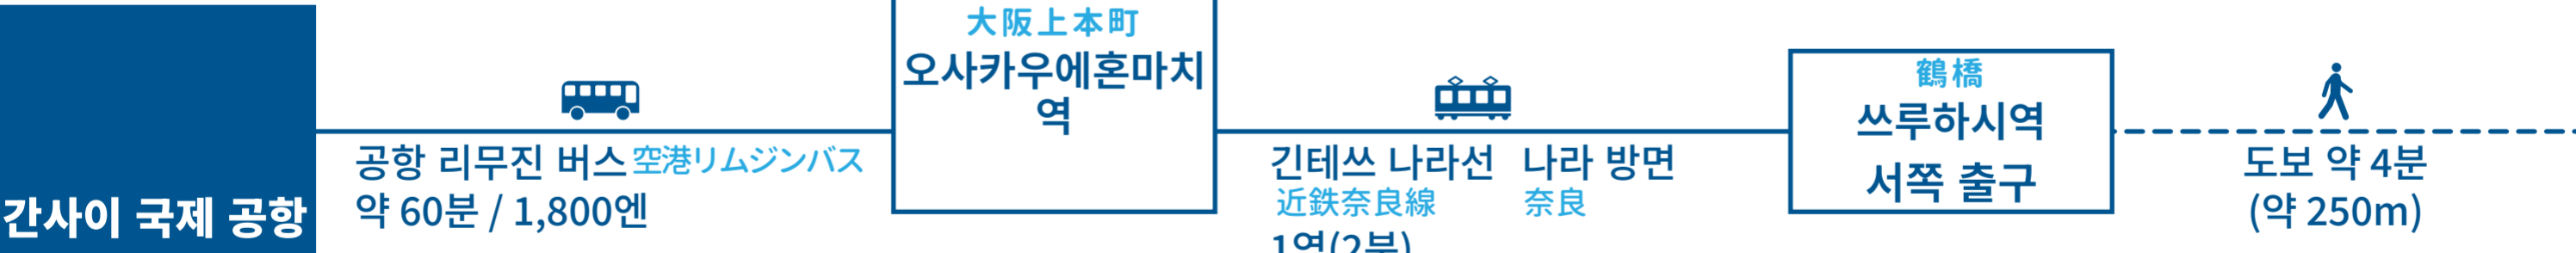 간사이 국제 공항
공항 리무진 버스 空港リムジンバス
약 60분 / 1,800엔
大阪上本町
오사카우에혼마치
역
긴테쓰 나라선 나라 방면
近鉄奈良線 奈良
1역(2분)
鶴橋
쓰루하시역
서쪽 출구
도보 약 4분
(약 250m)